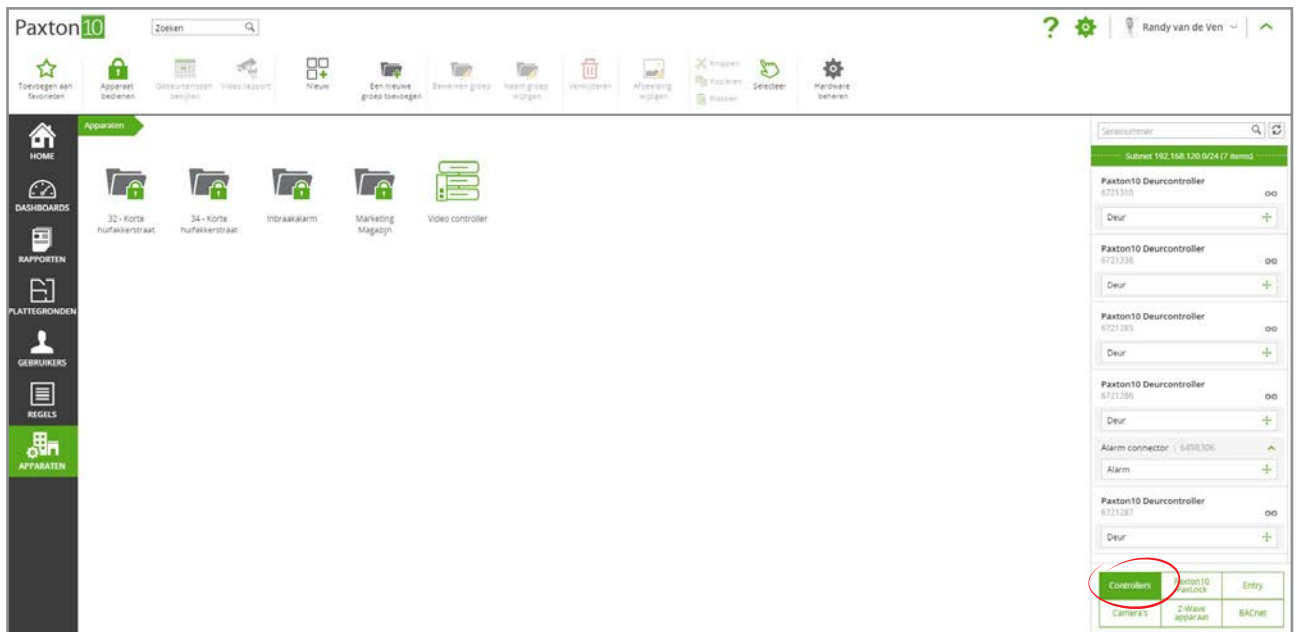 Paxton10
Zoeken
Randy van de Ven
Toevoegen aan
favorieten
Apparaat
bedienen
Gebeurtenissen
bekijken
Video rapport
Nieuw
Een nieuwe
groep toevoegen
Bewerken groep
Naam groep
wijzigen
Verwijderen
Afbeelding
wijzigen
Knippen
Kopiëren
Plakken
Selecteer
Hardware
beheren
HOME
DASHBOARDS
RAPPORTEN
PLATTEGRONDEN
GEBRUIKERS
REGELS
APPARATEN
Apparaten
32 - Korte
huifakkerstraat
34 - Korte
huifakkerstraat
Inbraakalarm
Marketing
Magazijn
Video controller
Serienummer
Subnet 192.168.120.0/24 (7 items)
Paxton10 Deurcontroller
6721310
Deur
Paxton10 Deurcontroller
6721338
Deur
Paxton10 Deurcontroller
6721285
Deur
Paxton10 Deurcontroller
6721286
Deur
Alarm connector | 6498306
Alarm
Paxton10 Deurcontroller
6721287
Deur
Controllers
Paxton10
PaxLock
Entry
Camera's
Z-Wave
apparaat
BACnet